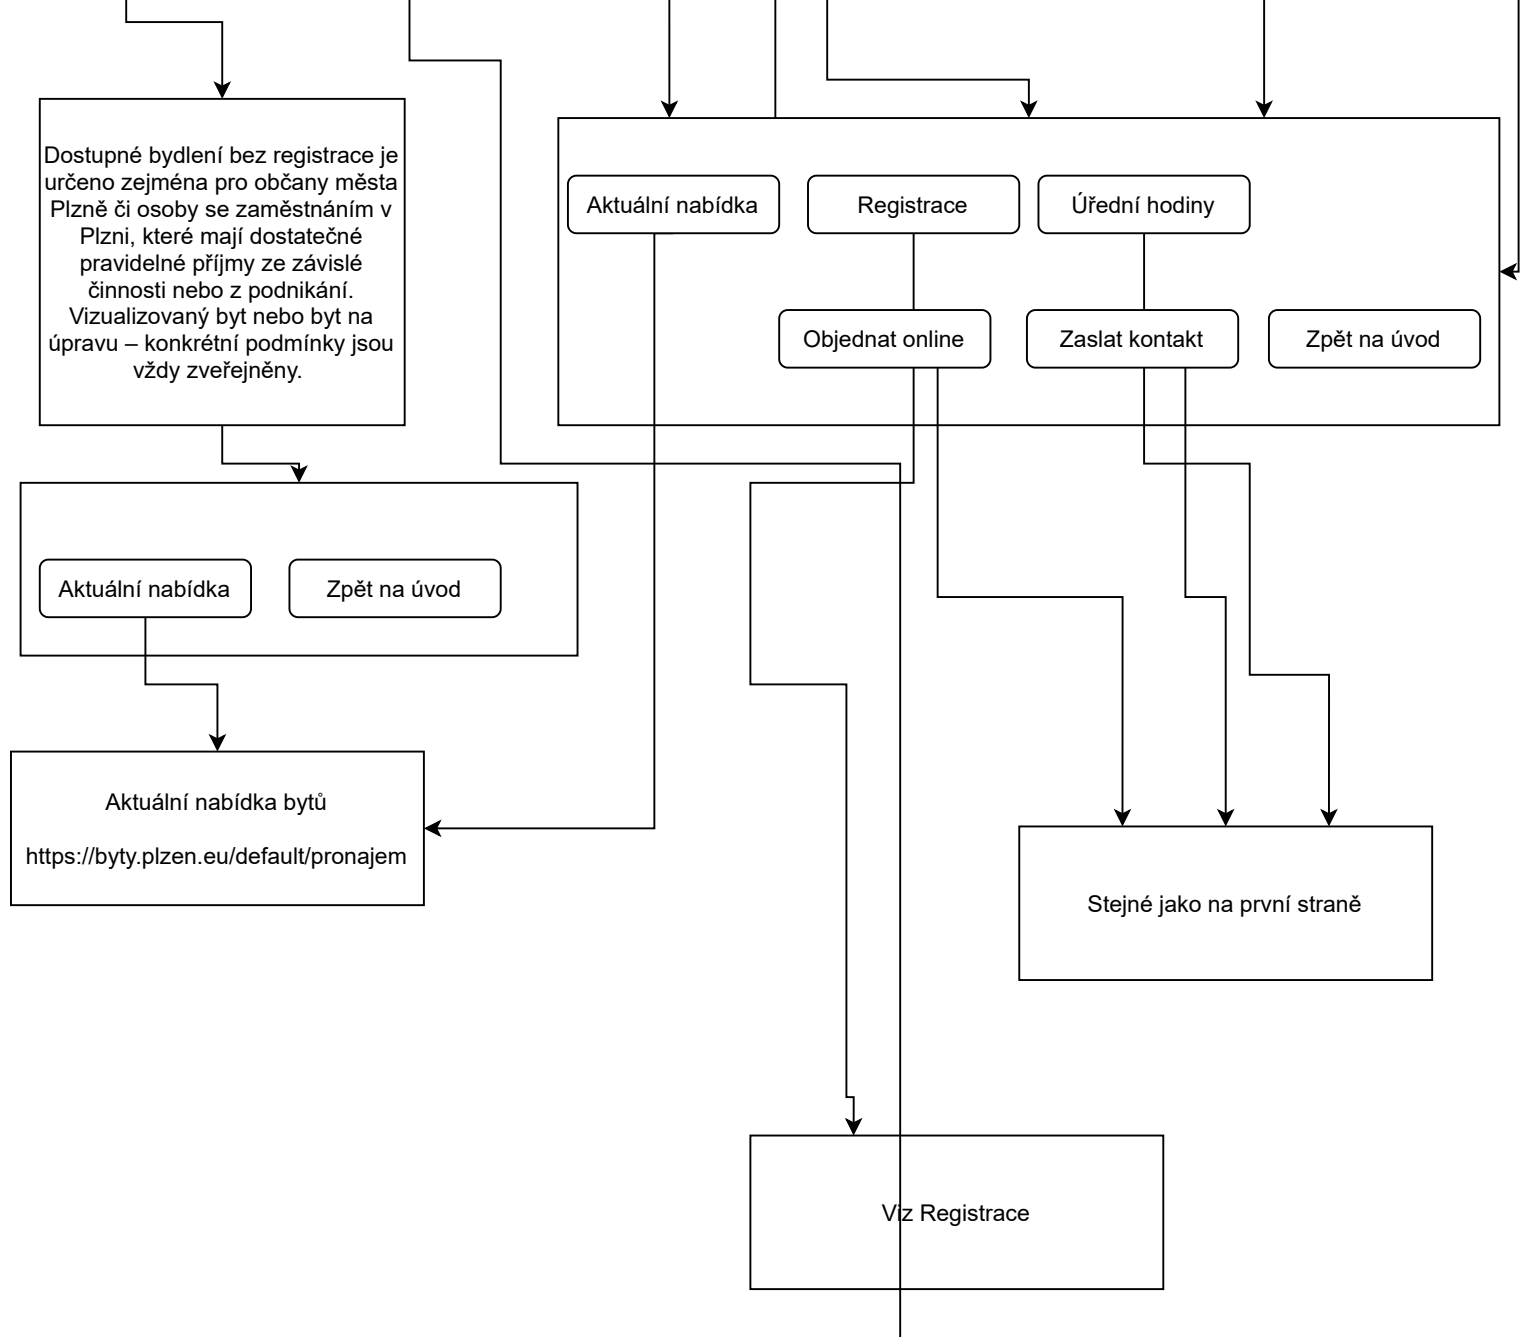 Dostupné bydlení bez registrace je
určeno zejména pro občany města
Plzně či osoby se zaměstnáním v
Plzni, které mají dostatečné
pravidelné příjmy ze závislé
činnosti nebo z podnikání.
Vizualizovaný byt nebo byt na
úpravu – konkrétní podmínky jsou
vždy zveřejněny.
Aktuální nabídka
Registrace
Úřední hodiny
Objednat online
Zaslat kontakt
Zpět na úvod
Aktuální nabídka
Zpět na úvod
Aktuální nabídka bytů
https://byty.plzen.eu/default/pronajem
Stejné jako na první straně
Viz Registrace